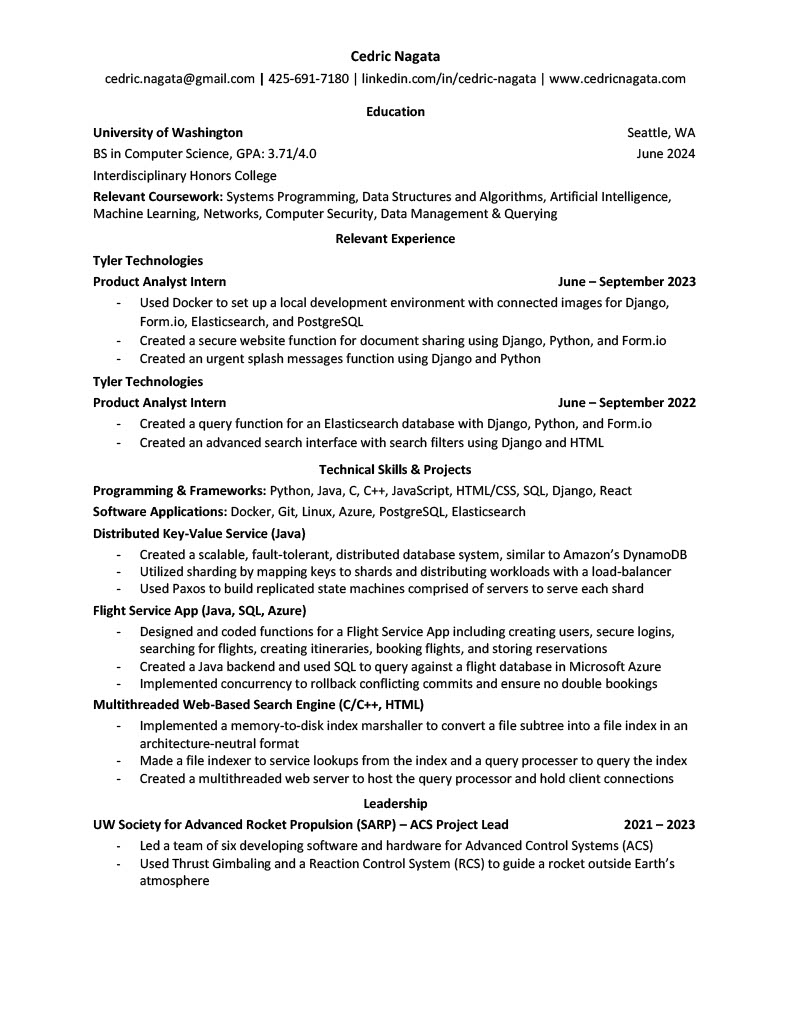 Cedric Nagata
cedric.nagata@gmail.com | 425-691-7180 | linkedin.com/in/cedric-nagata | www.cedricnagata.com
Education
University of Washington Seattle, WA
BS in Computer Science, GPA: 3.71/4.0 June 2024
Interdisciplinary Honors College
Relevant Coursework: Systems Programming, Data Structures and Algorithms, Artificial Intelligence,
Machine Learning, Networks, Computer Security, Data Management & Querying
Relevant Experience
Tyler Technologies
Product Analyst Intern June – September 2023
- Used Docker to set up a local development environment with connected images for Django,
Form.io, Elasticsearch, and PostgreSQL
- Created a secure website function for document sharing using Django, Python, and Form.io
- Created an urgent splash messages function using Django and Python
Tyler Technologies
Product Analyst Intern June – September 2022
- Created a query function for an Elasticsearch database with Django, Python, and Form.io
- Created an advanced search interface with search filters using Django and HTML
Technical Skills & Projects
Programming & Frameworks: Python, Java, C, C++, JavaScript, HTML/CSS, SQL, Django, React
Software Applications: Docker, Git, Linux, Azure, PostgreSQL, Elasticsearch
Distributed Key-Value Service (Java)
- Created a scalable, fault-tolerant, distributed database system, similar to Amazon’s DynamoDB
- Utilized sharding by mapping keys to shards and distributing workloads with a load-balancer
- Used Paxos to build replicated state machines comprised of servers to serve each shard
Flight Service App (Java, SQL, Azure)
- Designed and coded functions for a Flight Service App including creating users, secure logins,
searching for flights, creating itineraries, booking flights, and storing reservations
- Created a Java backend and used SQL to query against a flight database in Microsoft Azure
- Implemented concurrency to rollback conflicting commits and ensure no double bookings
Multithreaded Web-Based Search Engine (C/C++, HTML)
- Implemented a memory-to-disk index marshaller to convert a file subtree into a file index in an
architecture-neutral format
- Made a file indexer to service lookups from the index and a query processer to query the index
- Created a multithreaded web server to host the query processor and hold client connections
Leadership
UW Society for Advanced Rocket Propulsion (SARP) – ACS Project Lead 2021 – 2023
- Led a team of six developing software and hardware for Advanced Control Systems (ACS)
- Used Thrust Gimbaling and a Reaction Control System (RCS) to guide a rocket outside Earth’s
atmosphere